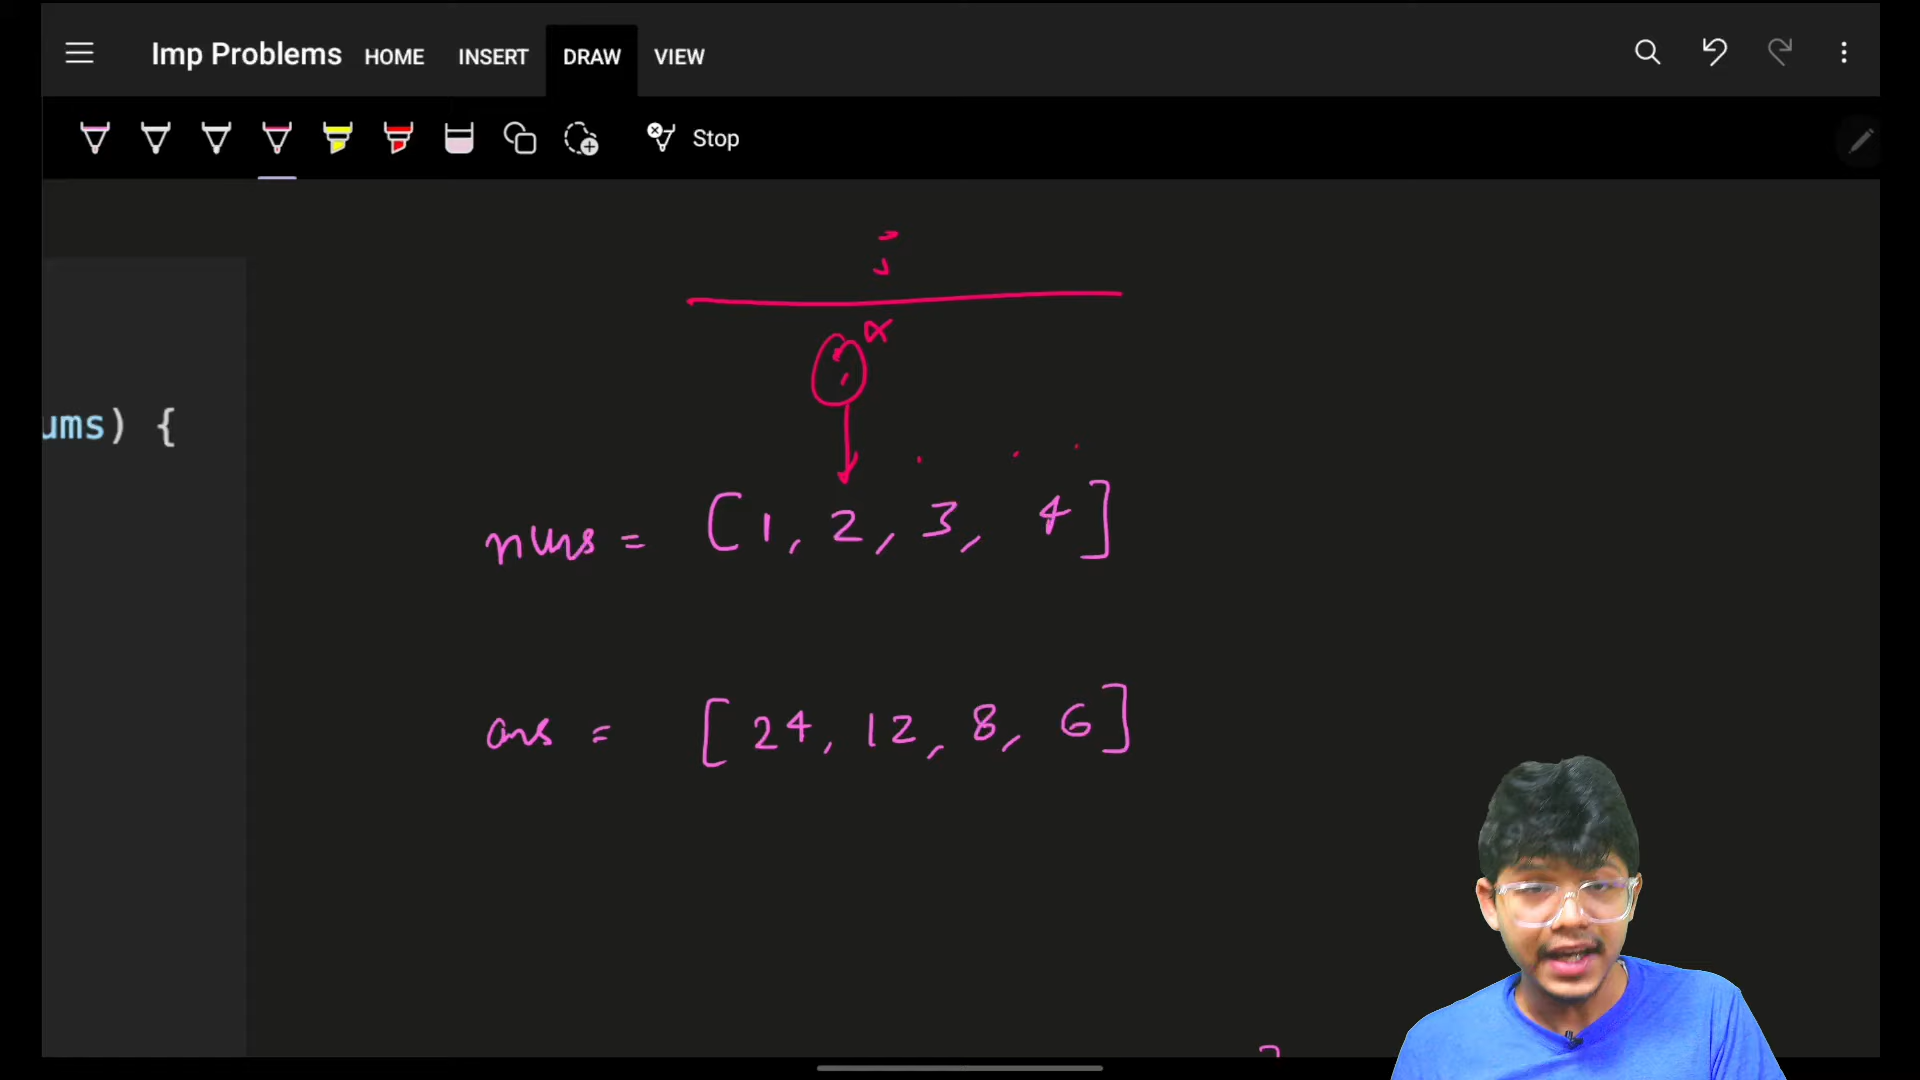 Imp Problems HOME INSERT DRAW VIEW
Stop
ums) {
nums = [1, 2, 3, 4]
ans = [24, 12, 8, 6]